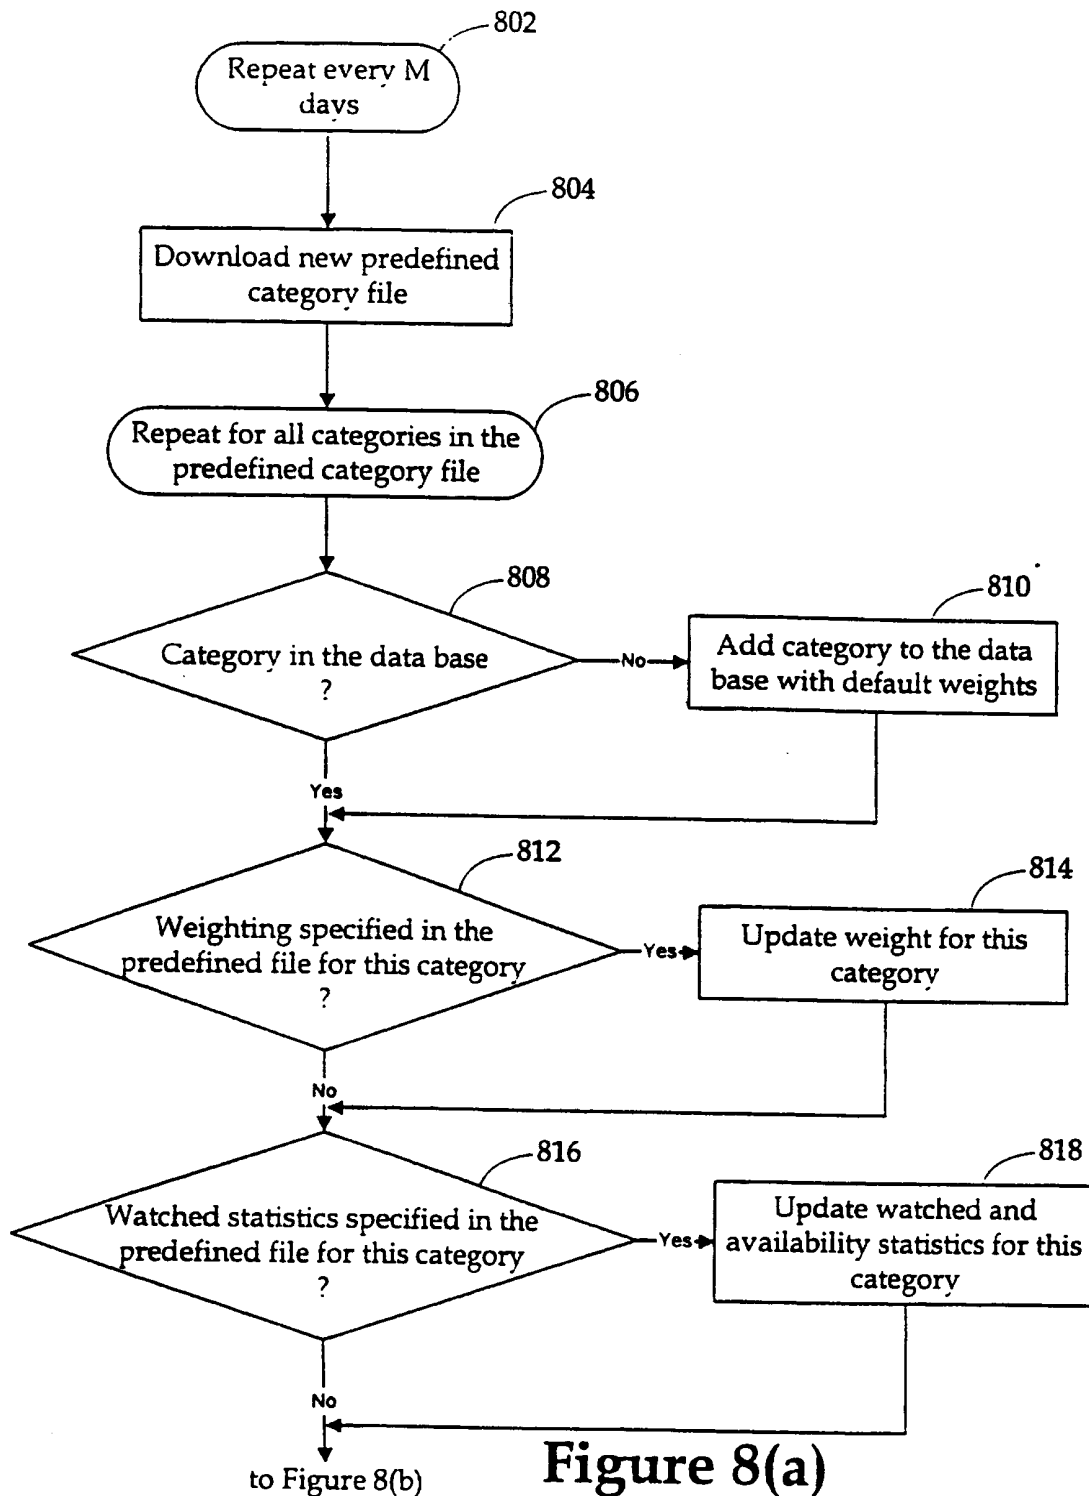 802
Repeat every M
days
804
Download new predefined
category file
806
Repeat for all categories in the
predefined category file
808
Category in the data base
?
No
810
Add category to the data
base with default weights
Yes
812
Weighting specified in the
predefined file for this category
?
Yes
814
Update weight for this
category
No
816
Watched statistics specified in the
predefined file for this category
?
Yes
818
Update watched and
availability statistics for this
category
No
to Figure 8(b)
Figure 8(a)